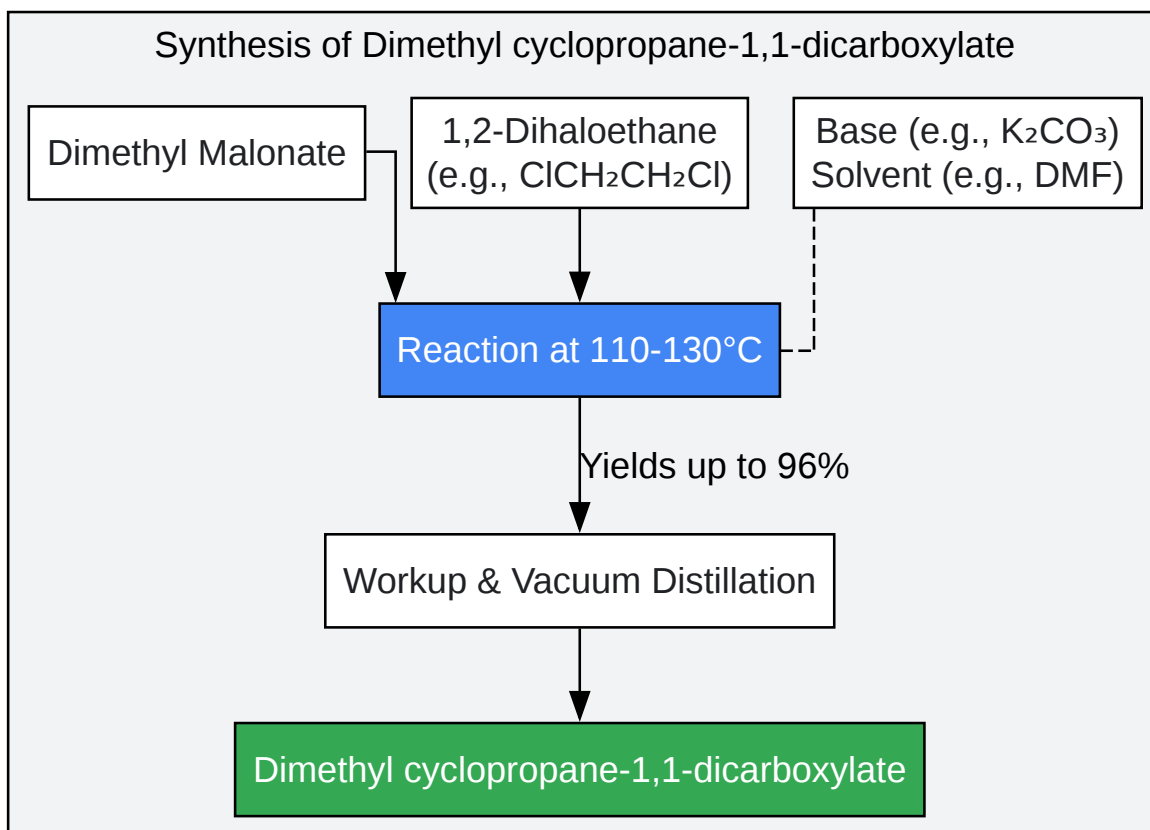 Synthesis of Dimethyl cyclopropane-1,1-dicarboxylate
Dimethyl Malonate
1,2-Dihaloethane
(e.g., ClCH₂CH₂Cl)
Base (e.g., K₂CO₃)
Solvent (e.g., DMF)
Reaction at 110-130°C
Yields up to 96%
Workup & Vacuum Distillation
Dimethyl cyclopropane-1,1-dicarboxylate